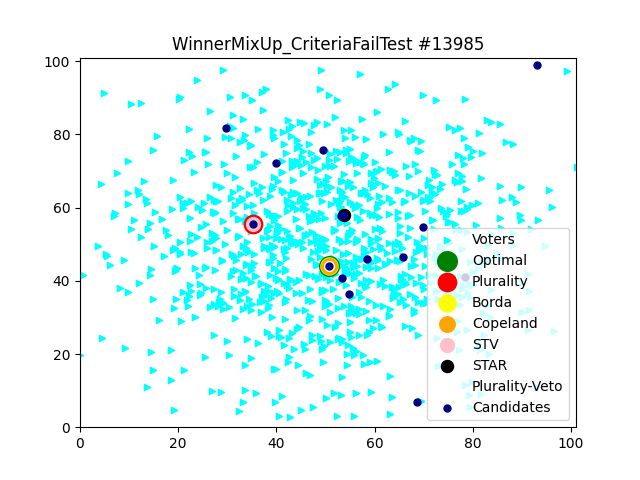 WinnerMixUp_CriteriaFailTest #13985
100
80
60
40
20
0
0 20 40 60 80 100
Voters
Optimal
Plurality
Borda
Copeland
STV
STAR
Plurality-Veto
Candidates